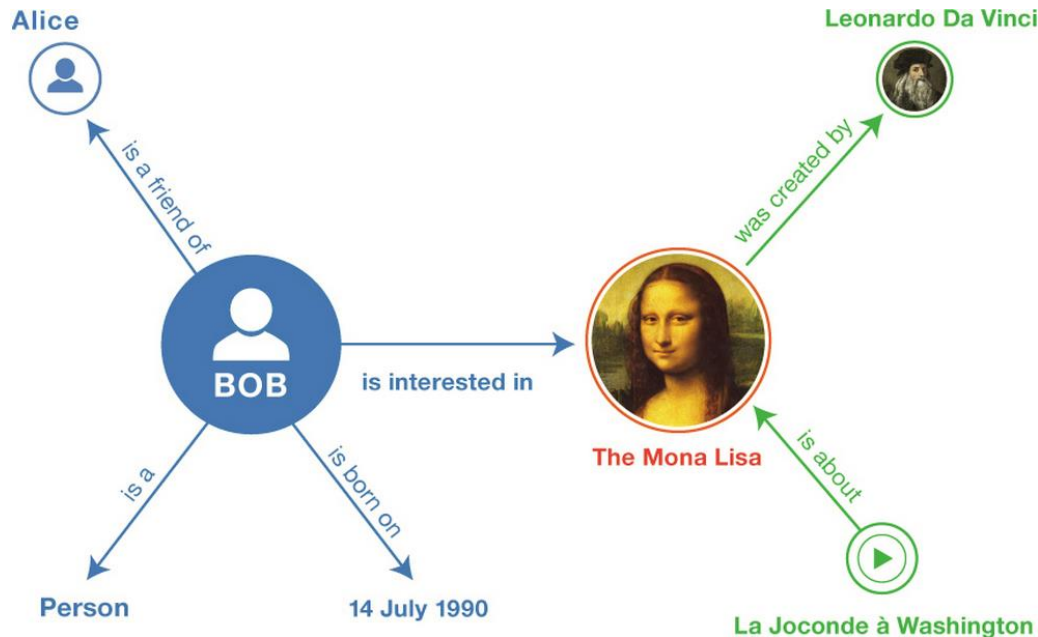 Alice
Leonardo Da Vinci
is a friend of
was created by
BOB
is interested in
The Mona Lisa
is a
is born on
is about
Person
14 July 1990
La Joconde à Washington